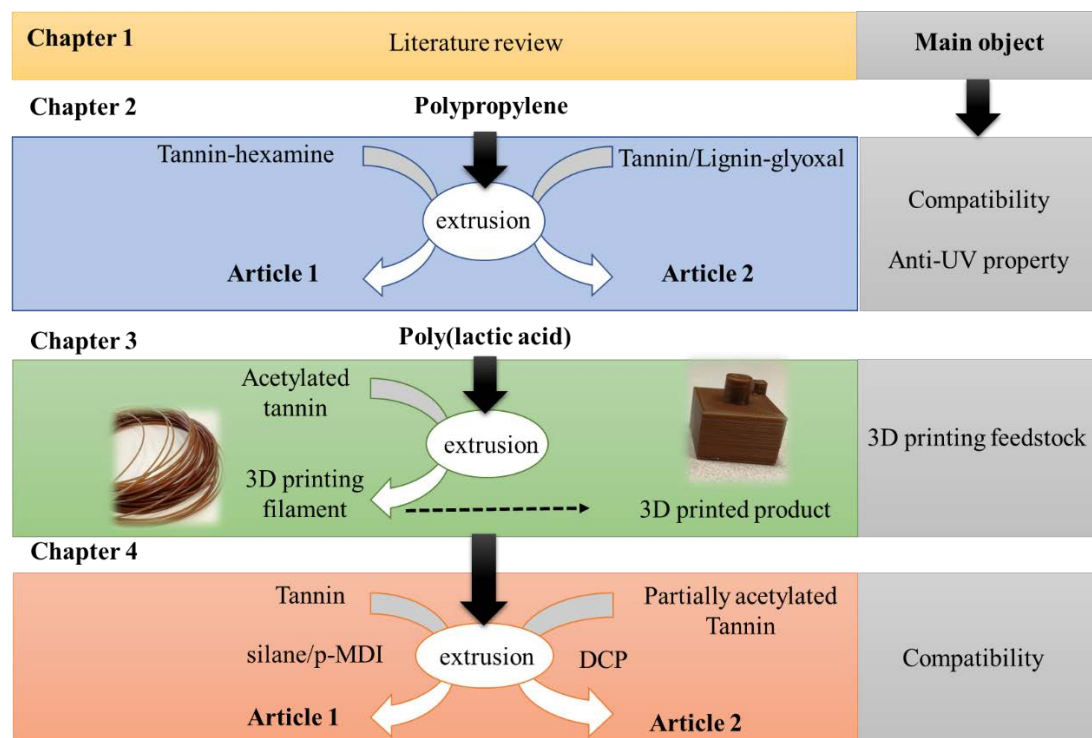 Chapter 1
Literature review
Main object
Chapter 2
Polypropylene
Tannin-hexamine
Tannin/Lignin-glyoxal
extrusion
Article 1
Article 2
Compatibility
Anti-UV property
Chapter 3
Poly(lactic acid)
Acetylated
tannin
extrusion
3D printing
filament
3D printed product
3D printing feedstock
Chapter 4
Tannin
Partially acetylated
Tannin
silane/p-MDI
extrusion
DCP
Article 1
Article 2
Compatibility